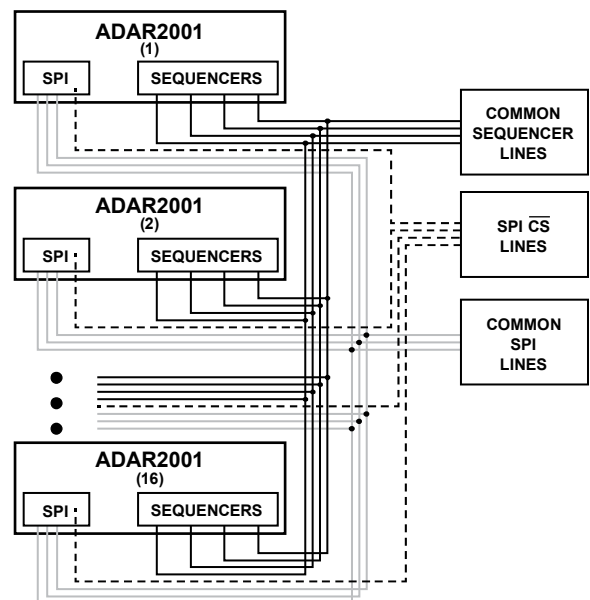 ADAR2001
(1)
SPI
SEQUENCERS
COMMON
SEQUENCER
LINES
ADAR2001
(2)
SPI
SEQUENCERS
SPI C̅S̅
LINES
COMMON
SPI
LINES
ADAR2001
(16)
SPI
SEQUENCERS